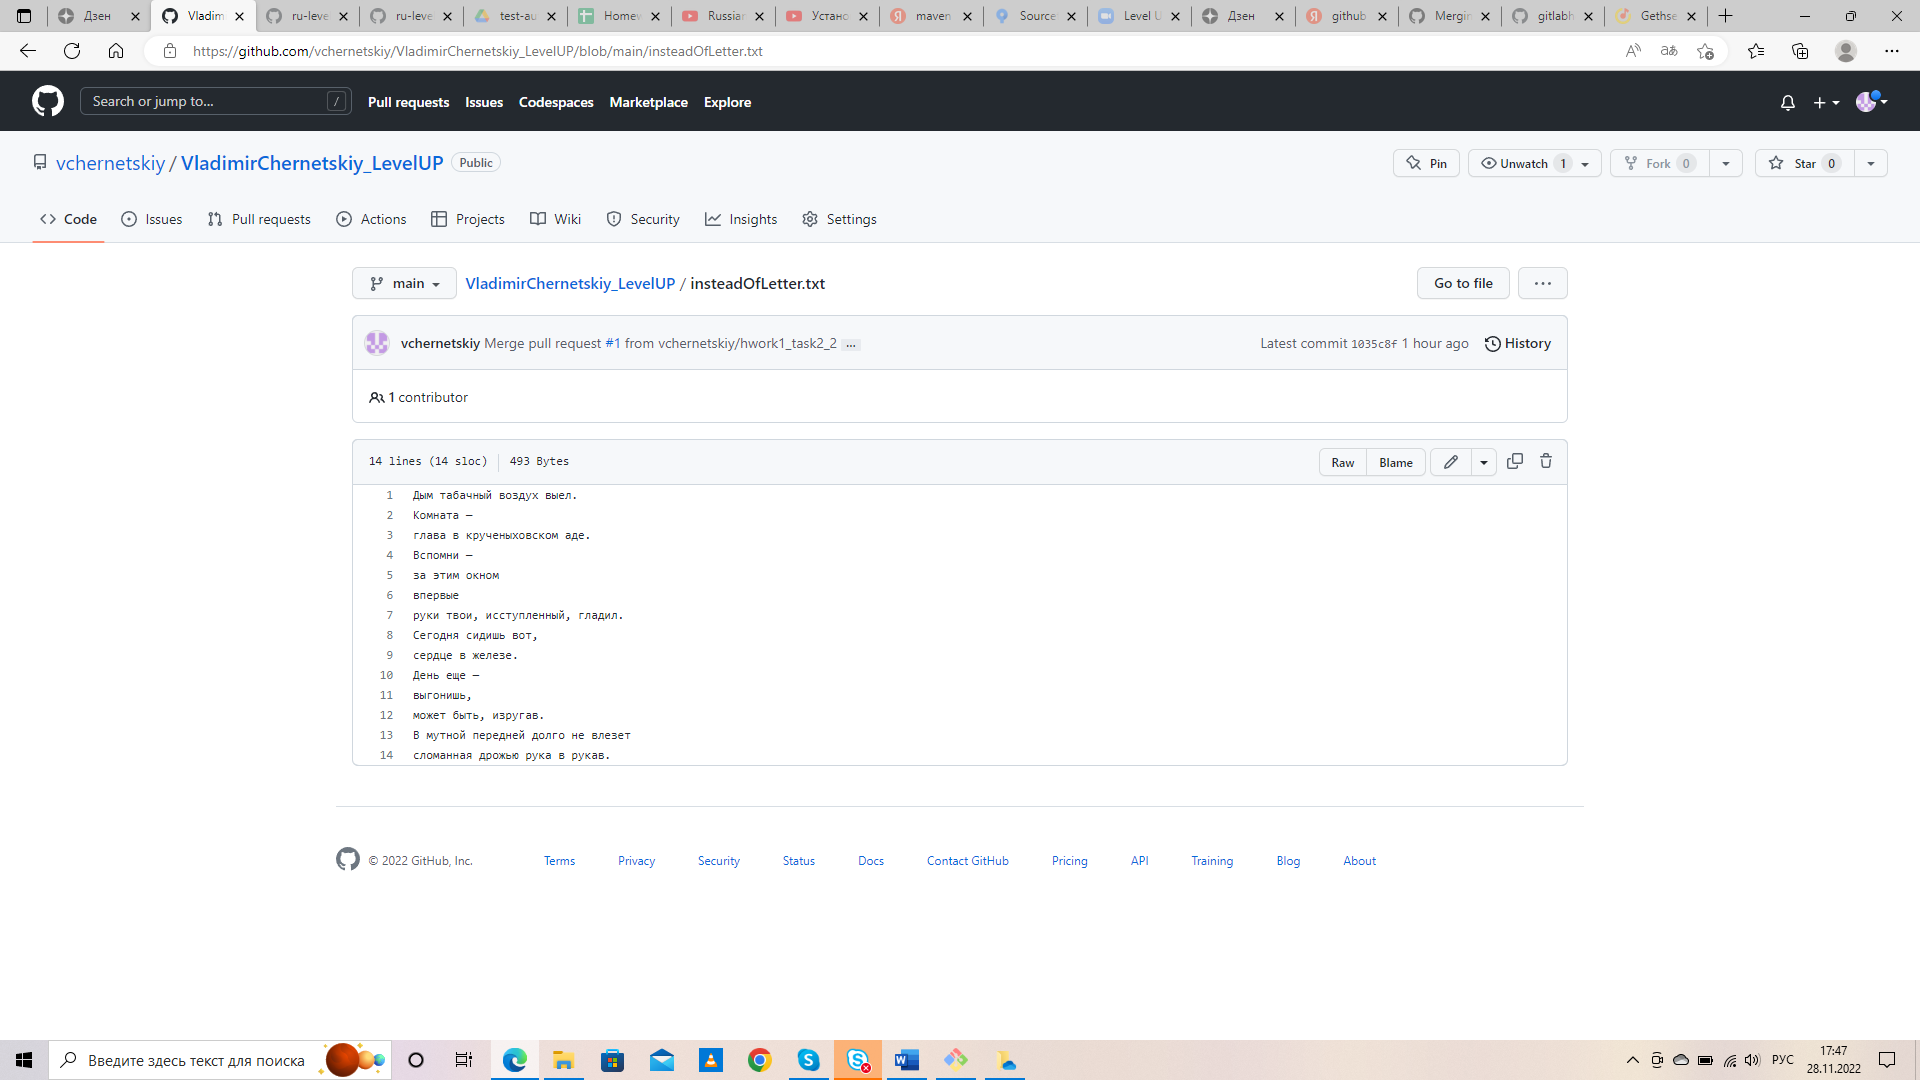 Дзен
Vladim
ru-leve
ru-leve
test-au
Homew
Russian
Устано
maven
Source
Level U
Дзен
github
Mergin
gitlabh
Gethse
https://github.com/vchernetskiy/VladimirChernetskiy_LevelUP/blob/main/insteadOfLetter.txt
Search or jump to... /
Pull requests Issues Codespaces Marketplace Explore
vchernetskiy / VladimirChernetskiy_LevelUP Public
Pin Unwatch 1 Fork 0 Star 0
Code Issues Pull requests Actions Projects Wiki Security Insights Settings
main VladimirChernetskiy_LevelUP / insteadOfLetter.txt Go to file ...
vchernetskiy Merge pull request #1 from vchernetskiy/hwork1_task2_2 ... Latest commit 1035c8f 1 hour ago History
1 contributor
14 lines (14 sloc) 493 Bytes Raw Blame
1 Дым табачный воздух выел.
2 Комната —
3 глава в крученыховском аде.
4 Вспомни —
5 за этим окном
6 впервые
7 руки твои, исступленный, гладил.
8 Сегодня сидишь вот,
9 сердце в железе.
10 День еще —
11 выгонишь,
12 может быть, изругав.
13 В мутной передней долго не влезет
14 сломанная дрожью рука в рукав.
© 2022 GitHub, Inc. Terms Privacy Security Status Docs Contact GitHub Pricing API Training Blog About
Введите здесь текст для поиска
РУС
17:47
28.11.2022